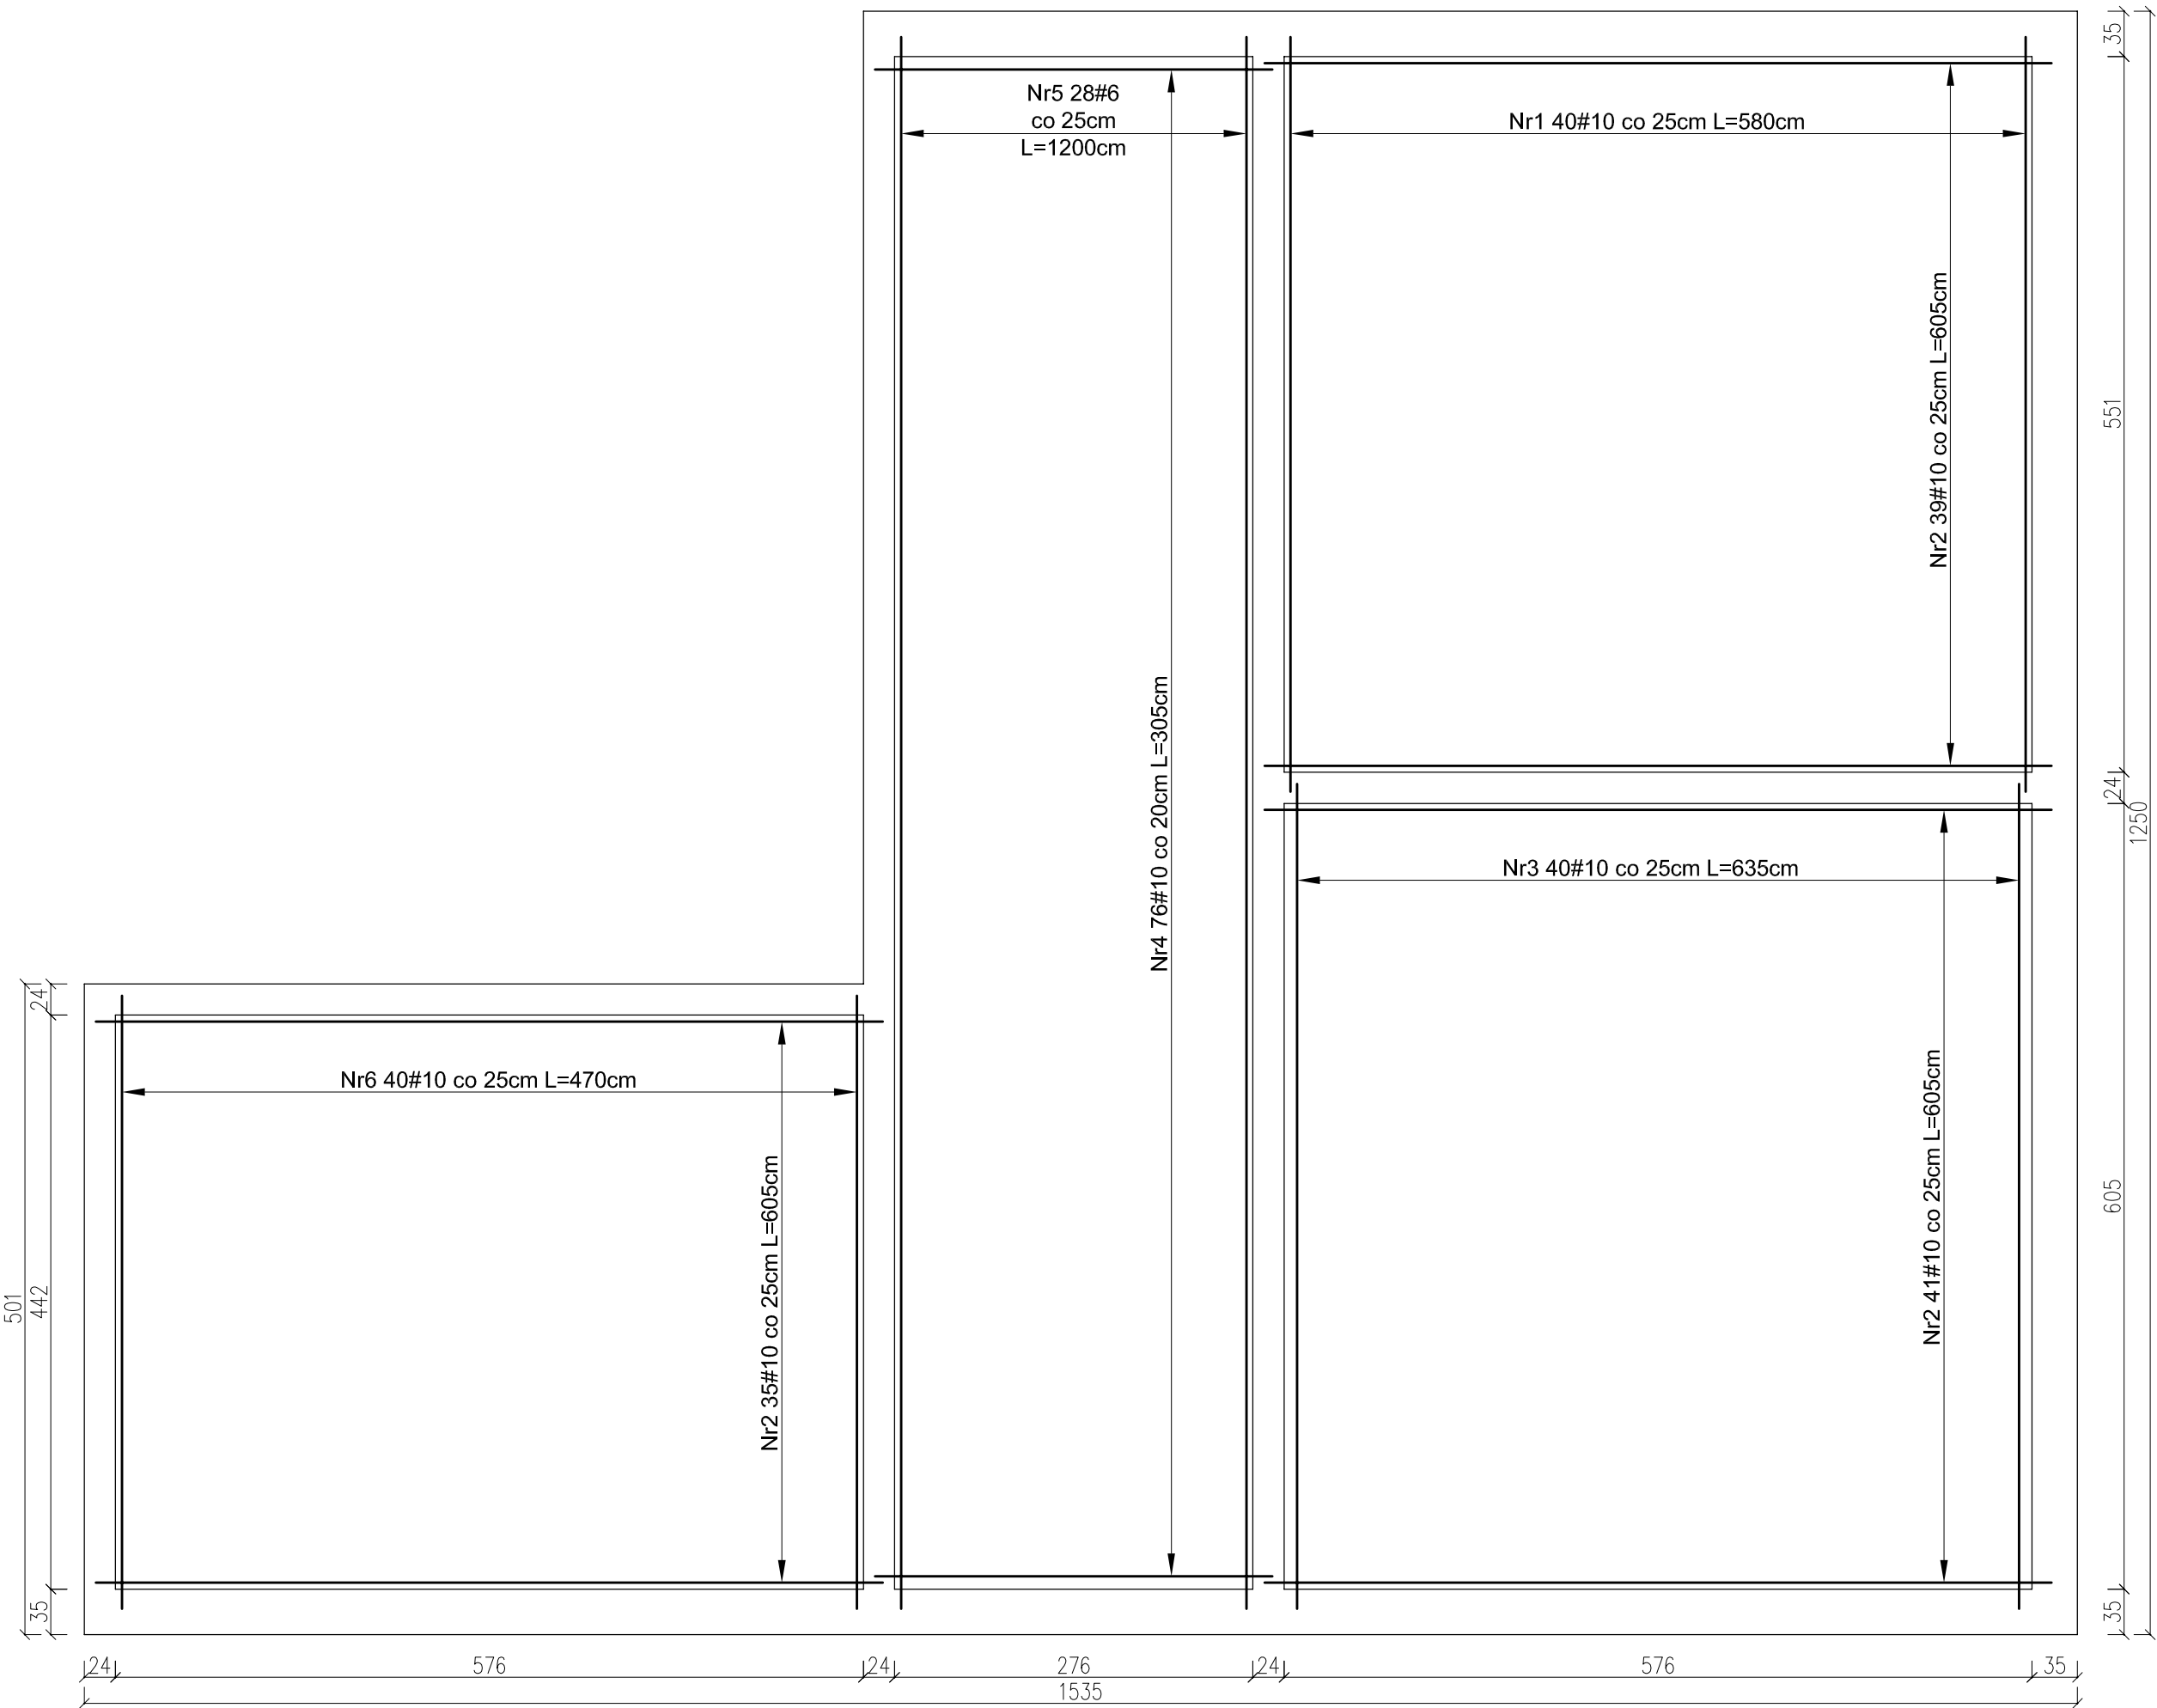 35
Nr5 28#6
co 25cm
L=1200cm
Nr1 40#10 co 25cm L=580cm
Nr2 39#10 co 25cm L=605cm
551
24
1250
Nr4 76#10 co 20cm L=305cm
Nr3 40#10 co 25cm L=635cm
Nr2 41#10 co 25cm L=605cm
605
35
24
442
501
35
Nr6 40#10 co 25cm L=470cm
Nr2 35#10 co 25cm L=605cm
24 576 24 276 24 576 35
1535